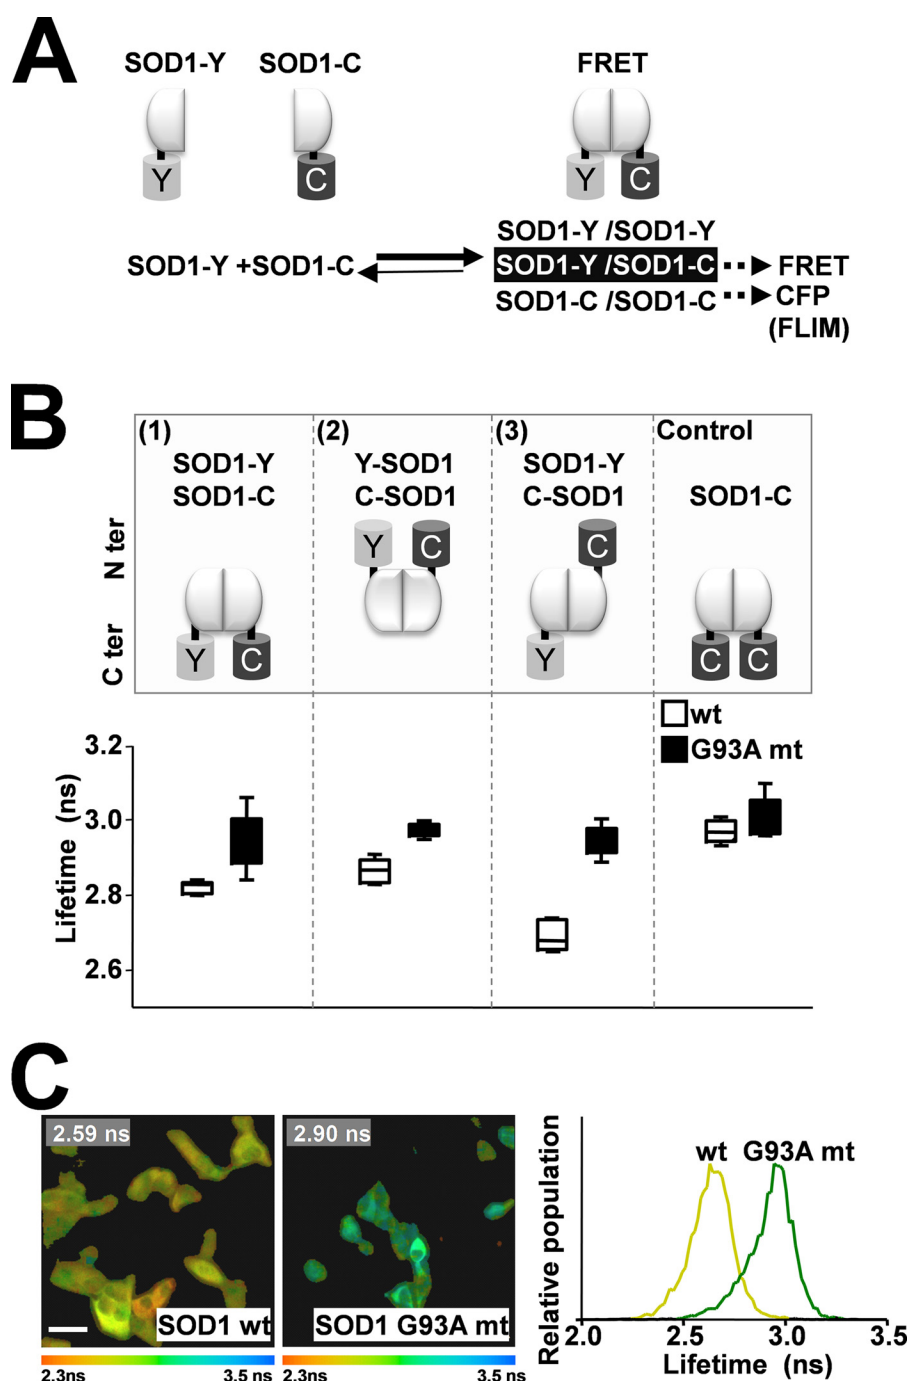 A
SOD1-Y SOD1-C FRET
Y C Y C
SOD1-Y /SOD1-Y
SOD1-Y +SOD1-C SOD1-Y /SOD1-C FRET
SOD1-C /SOD1-C CFP
(FLIM)
B
(1) (2) (3) Control
SOD1-Y Y-SOD1 SOD1-Y
SOD1-C C-SOD1 C-SOD1 SOD1-C
N ter
Y C C
C ter
Y C Y C C
wt
G93A mt
Lifetime (ns)
3.2
3.0
2.8
2.6
C
2.59 ns 2.90 ns
SOD1 wt SOD1 G93A mt
2.3ns 3.5 ns 2.3ns 3.5 ns
Relative population
wt G93A mt
2.0 2.5 3.0 3.5
Lifetime (ns)